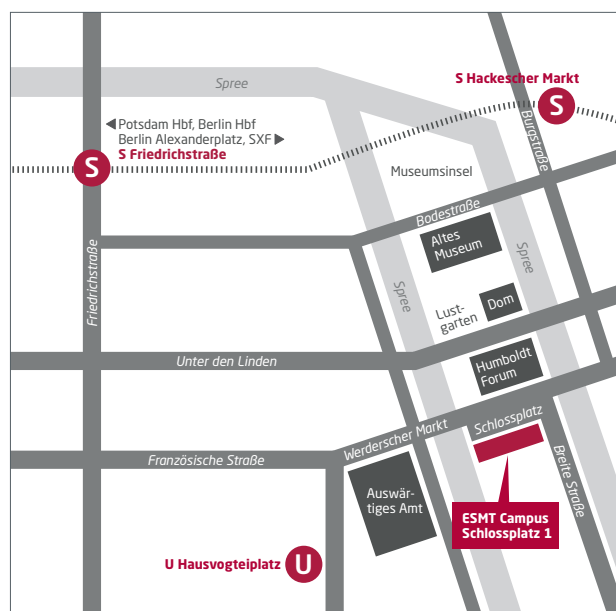 Spree
S Hackescher Markt
S
Burgstraße
◀Potsdam Hbf, Berlin Hbf
Berlin Alexanderplatz, SXF▶
S Friedrichstraße
S
Museumsinsel
Bodestraße
Altes
Museum
Spree
Friedrichstraße
Spree
Lust-
garten
Dom
Unter den Linden
Humboldt
Forum
Schlossplatz
Werderscher Markt
Französische Straße
Breite Straße
Auswär-
tiges Amt
ESMT Campus
Schlossplatz 1
U Hausvogteiplatz
U